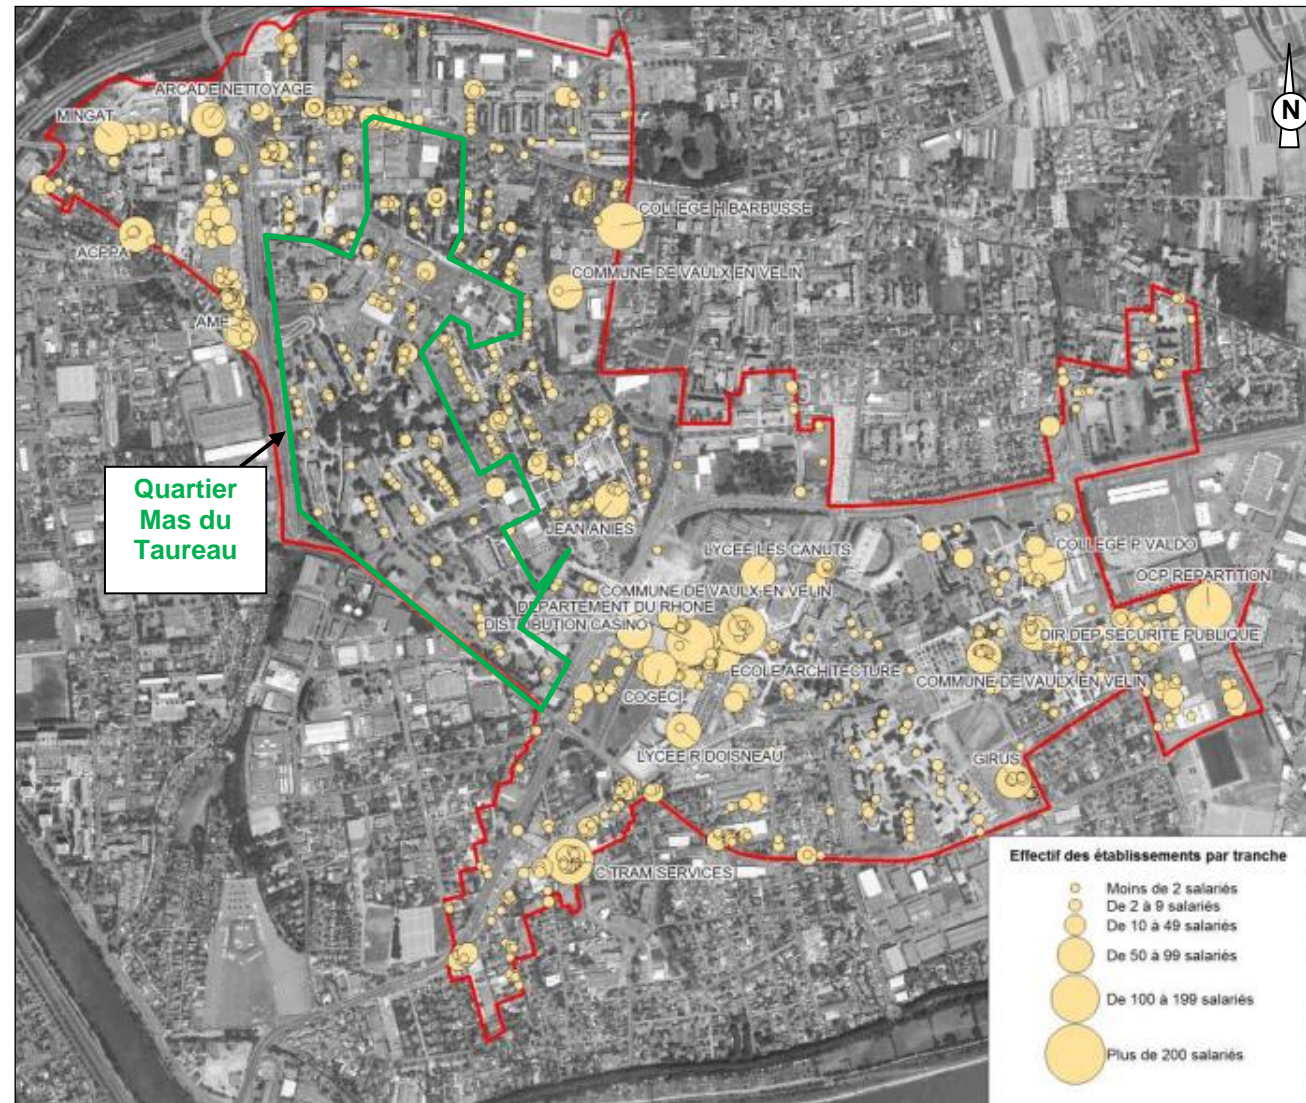 ARCADE NETTOYAGE
MINGAT
N
COLLEGE H BARBUSSE
ACPPA
COMMUNE DE VAULX EN VELIN
AME
Quartier
Mas du
Taureau
JEAN ANIES
LYCEE LES CANUTS
COLLEGE P VALDO
OCP REPARTITION
COMMUNE DE VAULX EN VELIN
DEPARTEMENT DU RHONE
DISTRIBUTION CASINO
DIR DEP SECURITE PUBLIQUE
ECOLE ARCHITECTURE
COMMUNE DE VAULX EN VELIN
COGECI
LYCEE R DOISNEAU
GIRUS
C TRAM SERVICES
Effectif des établissements par tranche
Moins de 2 salariés
De 2 à 9 salariés
De 10 à 49 salariés
De 50 à 99 salariés
De 100 à 199 salariés
Plus de 200 salariés